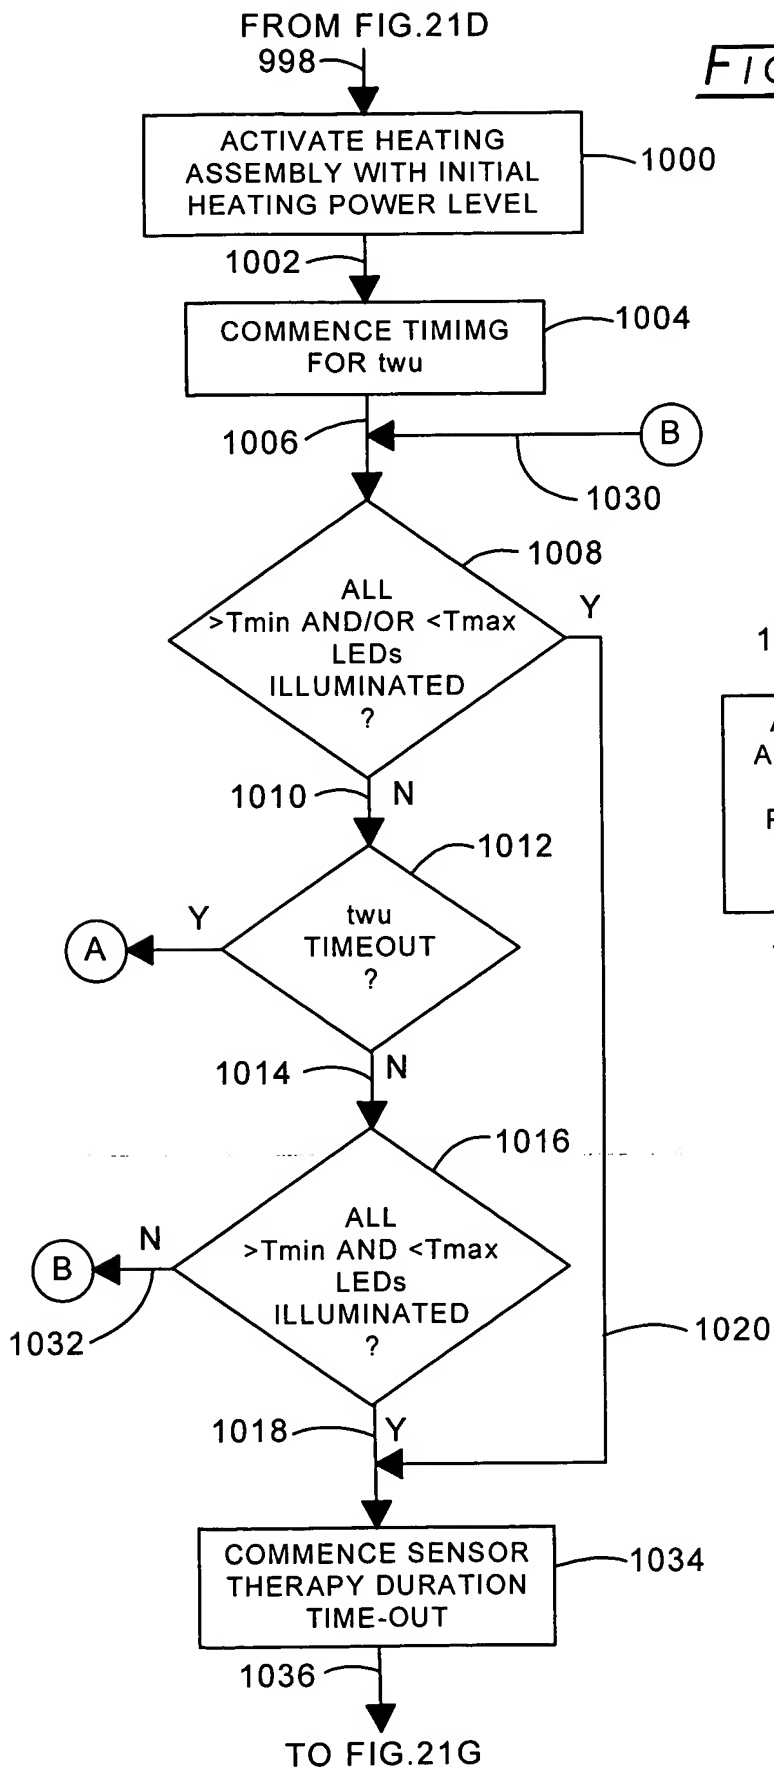 FROM FIG.21D
998
FIG
ACTIVATE HEATING
ASSEMBLY WITH INITIAL
HEATING POWER LEVEL
1000
1002
COMMENCE TIMIMG
FOR twu
1004
1006
B
1030
1008
ALL
>Tmin AND/OR <Tmax
LEDs
ILLUMINATED
?
Y
1010
N
1012
twu
TIMEOUT
?
Y
A
1014
N
1016
ALL
>Tmin AND <Tmax
LEDs
ILLUMINATED
?
N
B
1032
1020
1018
Y
COMMENCE SENSOR
THERAPY DURATION
TIME-OUT
1034
1036
TO FIG.21G
1
A